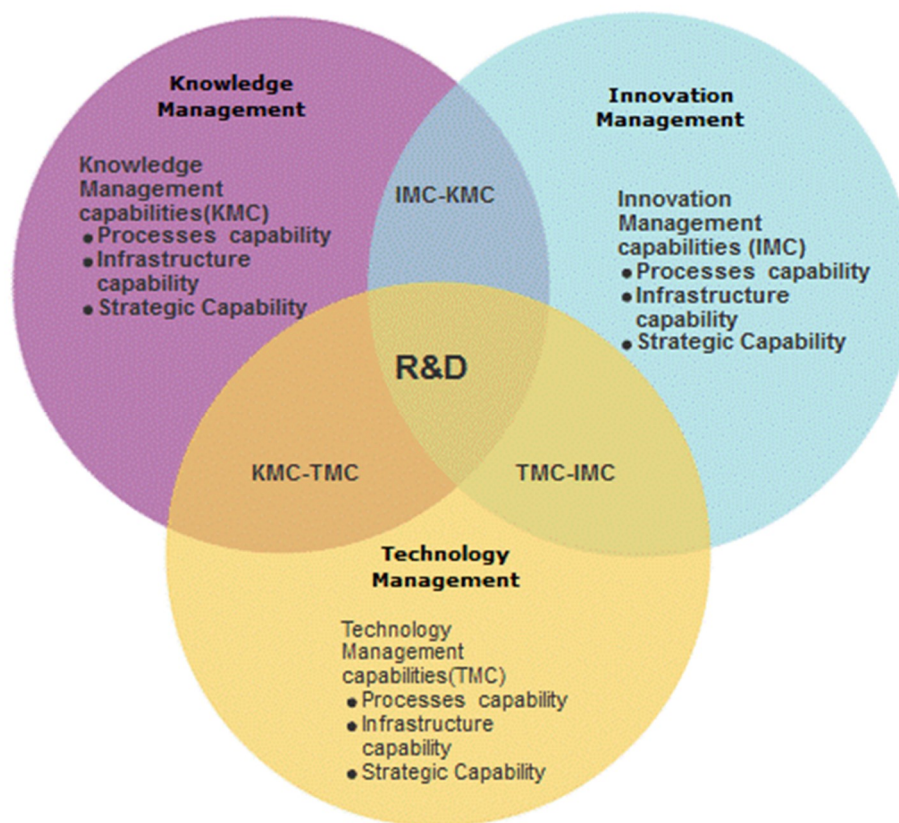 Knowledge
Management
Knowledge
Management
capabilities(KMC)
● Processes capability
● Infrastructure
capability
● Strategic Capability
IMC-KMC
Innovation
Management
Innovation
Management
capabilities (IMC)
● Processes capability
● Infrastructure
capability
● Strategic Capability
R&D
KMC-TMC
TMC-IMC
Technology
Management
Technology
Management
capabilities(TMC)
● Processes capability
● Infrastructure
capability
● Strategic Capability